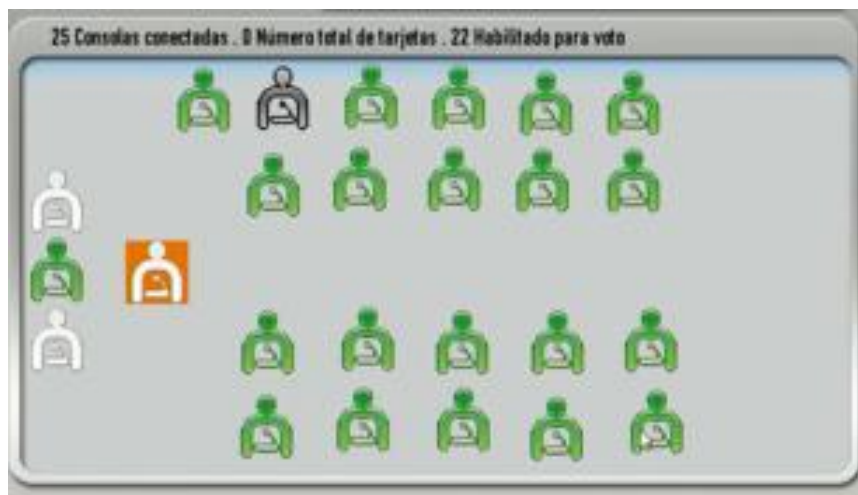 25 Consolas conectadas . 0 Número total de tarjetas . 22 Habilitado para voto